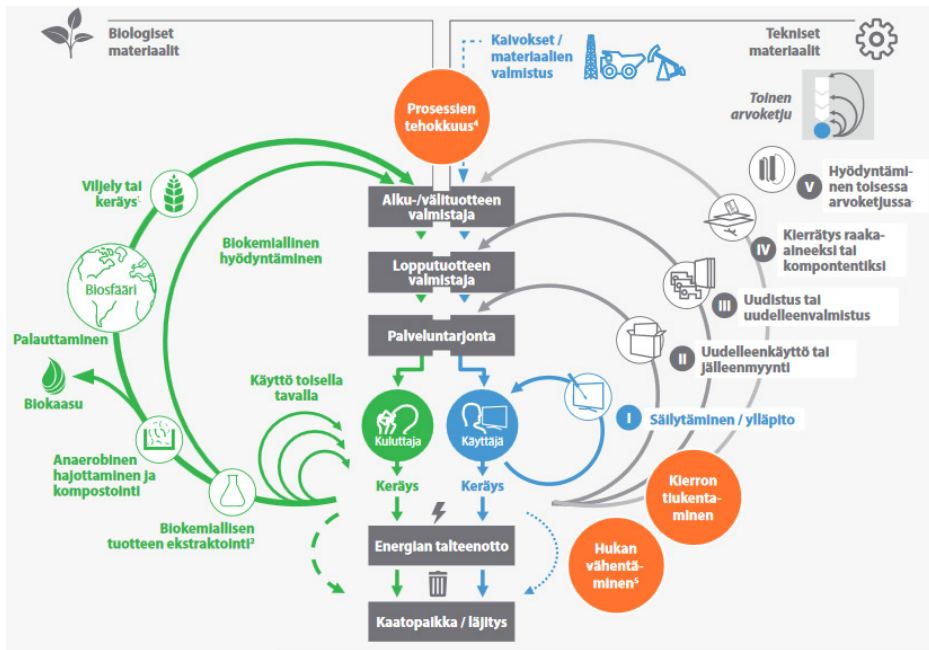 Biologiset
materiaalit
Kaivokset /
materiaalien
valmistus
Tekniset
materiaalit
Toinen
arvoketju
Prosessien
tehokkuus⁴
Viljely tai
keräys¹
Biosfääri
Palauttaminen
Biokaasu
Anaerobinen
hajottaminen ja
kompostointi
Biokemiallisen
tuotteen ekstraktointi²
Biokemiallinen
hyödyntäminen
Käyttö toisella
tavalla
Alku-/välituotteen
valmistaja
Lopputuotteen
valmistaja
Palveluntarjonta
Kuluttaja
Käyttäjä
Keräys
Keräys
Energian talteenotto
Kaatopaikka / läjitys
V
Hyödyntämi-
nen toisessa
arvoketjussa
IV
Kierrätys raaka-
aineeksi tai
kompontentiksi
III
Uudistus tai
uudelleenvalmistus
II
Uudelleenkäyttö tai
jälleenmyynti
I
Säilytäminen / ylläpito
Kierron
tiukenta-
minen
Hukan
vähentä-
minen⁵